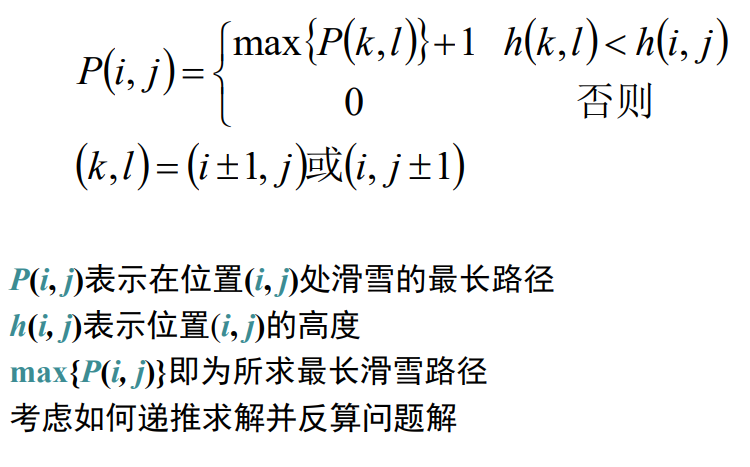 P(i, j) = { max{P(k, l)}+1 h(k, l) < h(i, j)
0 否则
(k, l) = (i ± 1, j)或(i, j ± 1)
P(i, j)表示在位置(i, j)处滑雪的最长路径
h(i, j)表示位置(i, j)的高度
max{P(i, j)}即为所求最长滑雪路径
考虑如何递推求解并反算问题解